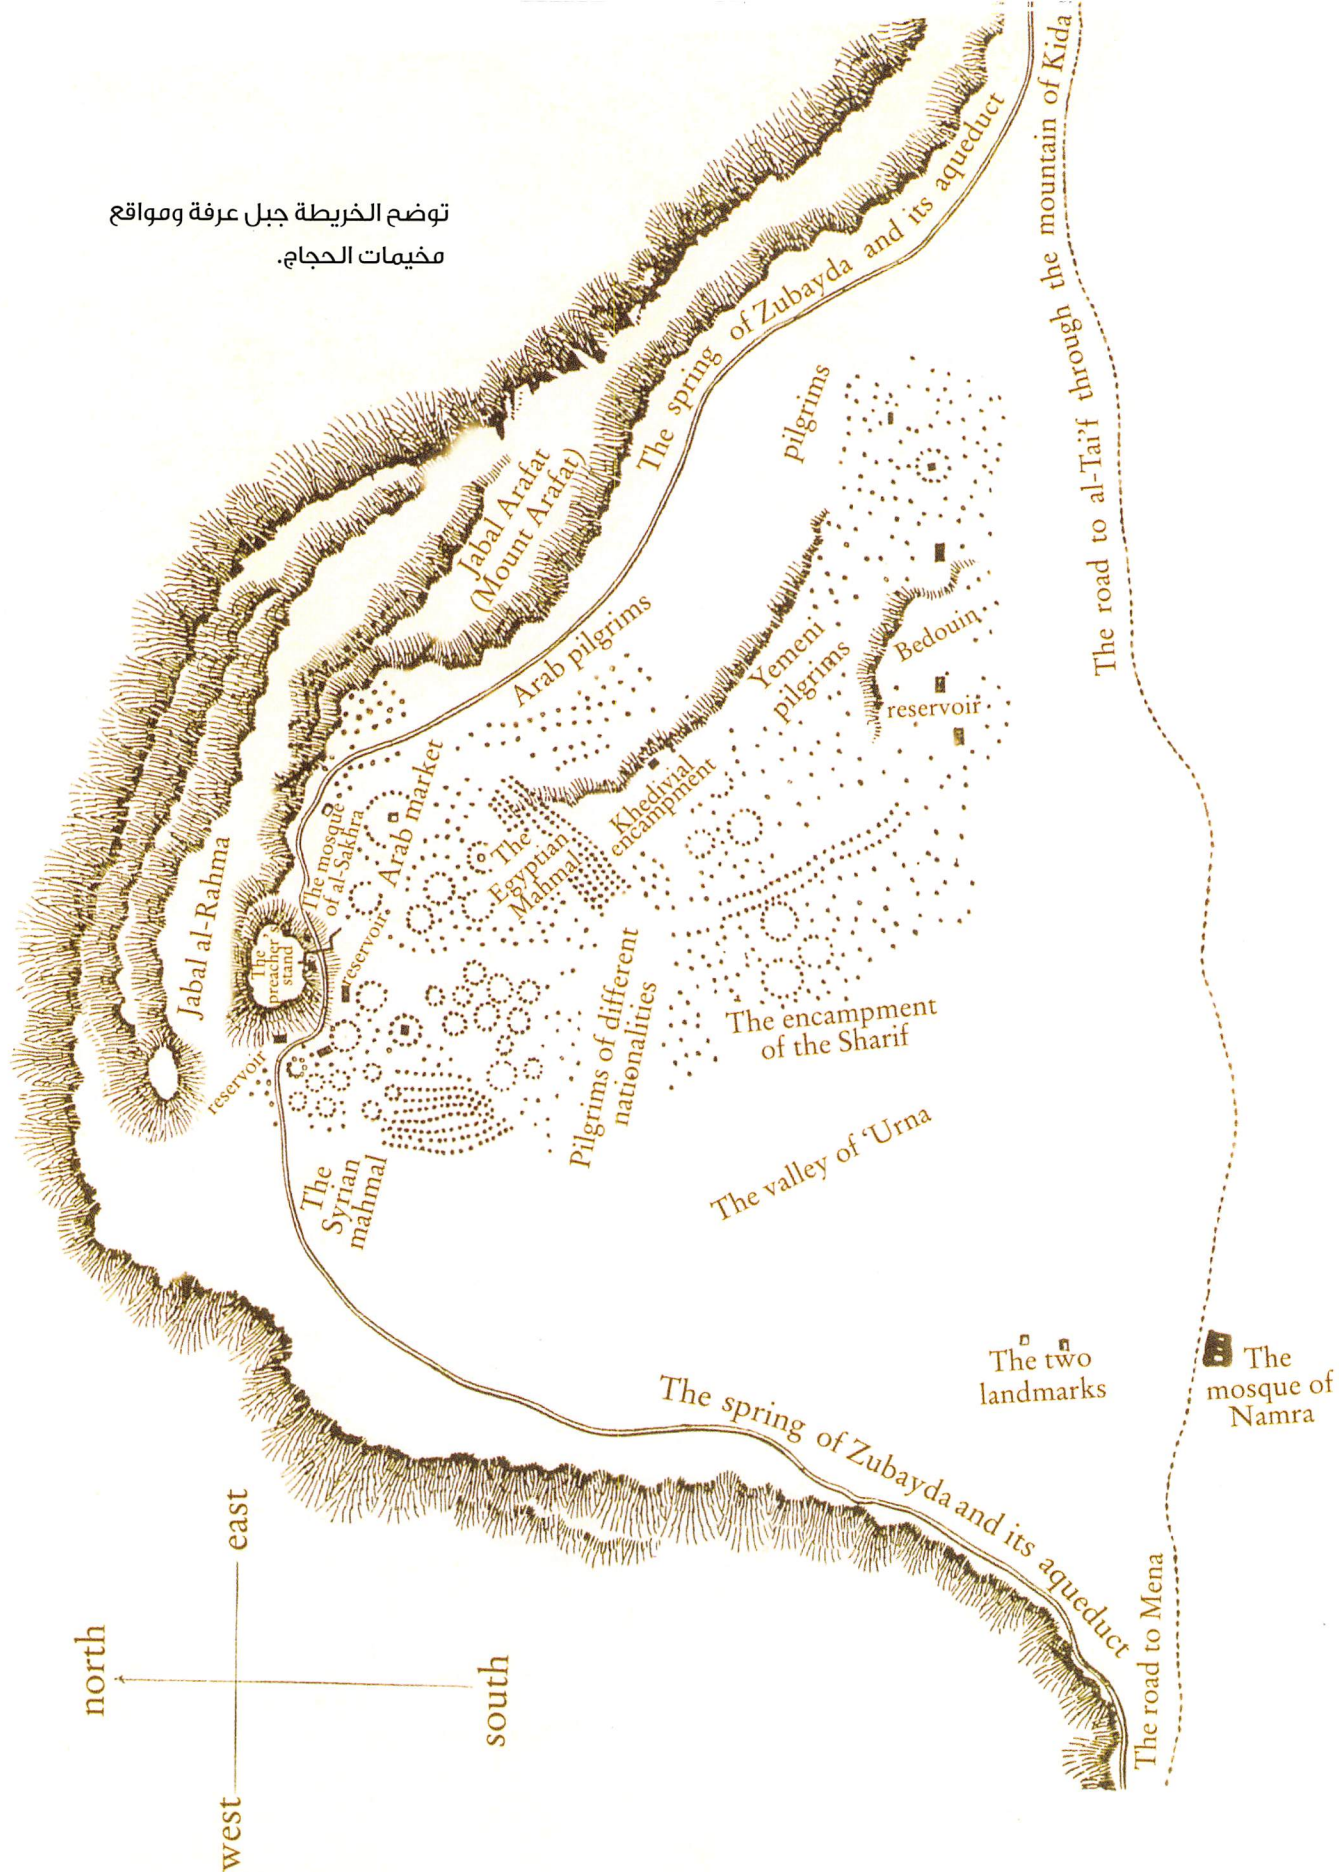 توضح الخريطة جبل عرفة ومواقع
مخيمات الحجاج.
The spring of Zubayda and its aqueduct
The road to al-Tai'f through the mountain of Kida
pilgrims
Jabal Arafat
(Mount Arafat)
Arab pilgrims
Yemeni
pilgrims
Bedouin
reservoir
Khedivial
encampment
Arab market
The mosque
of al-Sakhra
The
Egyptian
Mahmal
Jabal al-Rahma
The
preacher's
stand
reservoir
reservoir
Pilgrims of different
nationalities
The encampment
of the Sharif
The valley of ‘Urna
The
Syrian
mahmal
The two
landmarks
The
mosque of
Namra
The spring of Zubayda and its aqueduct
The road to Mena
east
north
south
west